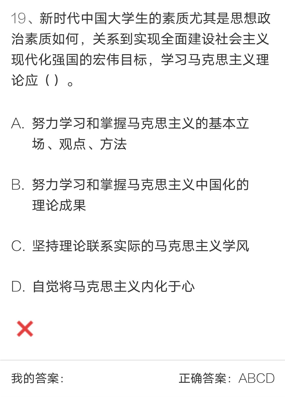 19、新时代中国大学生的素质尤其是思想政
治素质如何，关系到实现全面建设社会主义
现代化强国的宏伟目标，学习马克思主义理
论应（）。
A. 努力学习和掌握马克思主义的基本立
场、观点、方法
B. 努力学习和掌握马克思主义中国化的
理论成果
C. 坚持理论联系实际的马克思主义学风
D. 自觉将马克思主义内化于心
我的答案：
正确答案：ABCD